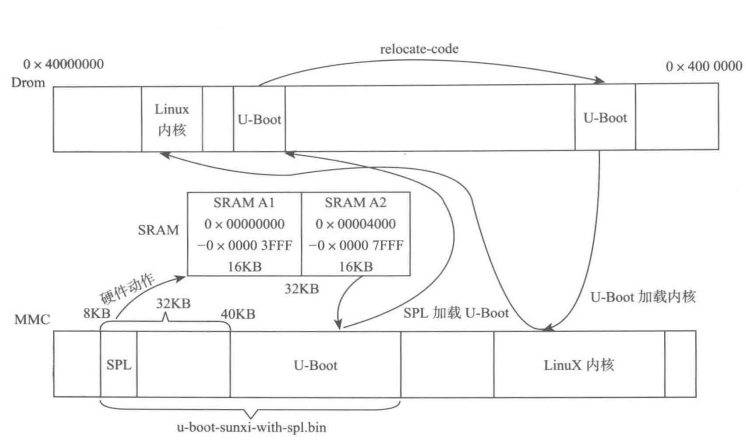 relocate-code
0×40000000
0×400 0000
Drom
Linux
内核
U-Boot
U-Boot
SRAM A1
SRAM A2
0×00000000
0×00004000
SRAM
−0×0000 3FFF
−0×0000 7FFF
16KB
16KB
硬件动作
32KB
32KB
U-Boot 加载内核
8KB
40KB
SPL 加载 U-Boot
MMC
SPL
U-Boot
LinuX 内核
u-boot-sunxi-with-spl.bin